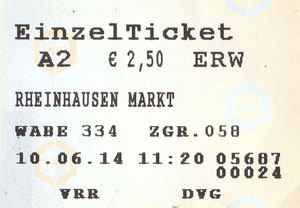 EinzelTicket
A2 € 2,50 ERW
RHEINHAUSEN MARKT
WABE 334 ZGR.058
10.06.14 11:20 05687
00024
VRR DVG